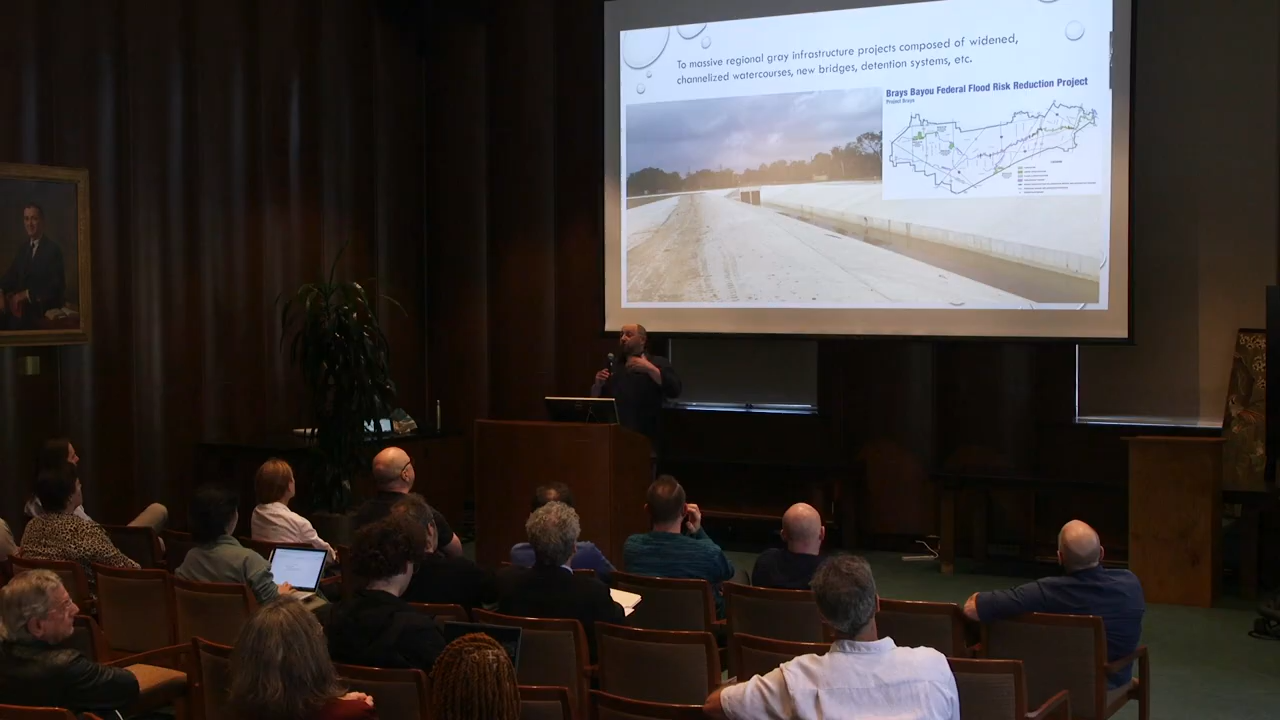 To massive regional gray infrastructure projects composed of widened,
channelized watercourses, new bridges, detention systems, etc.
Brays Bayou Federal Flood Risk Reduction Project
Project Brays